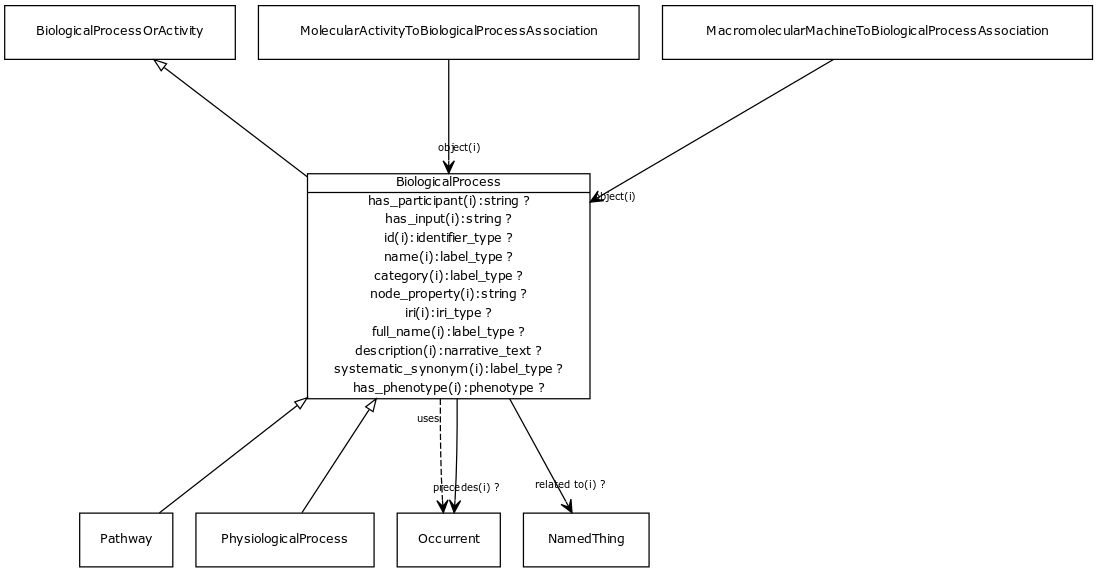 BiologicalProcessOrActivity
MolecularActivityToBiologicalProcessAssociation
MacromolecularMachineToBiologicalProcessAssociation
object(i)
BiologicalProcess
object(i)
has_participant(i):string ?
has_input(i):string ?
id(i):identifier_type ?
name(i):label_type ?
category(i):label_type ?
node_property(i):string ?
iri(i):iri_type ?
full_name(i):label_type ?
description(i):narrative_text ?
systematic_synonym(i):label_type ?
has_phenotype(i):phenotype ?
uses
precedes(i) ?
related to(i) ?
Pathway
PhysiologicalProcess
Occurrent
NamedThing